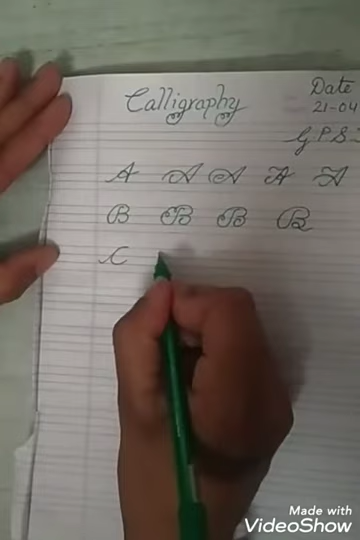 Calligraphy
Date
21-04
G P S
A A A A A
B B B B
C
Made with
VideoShow